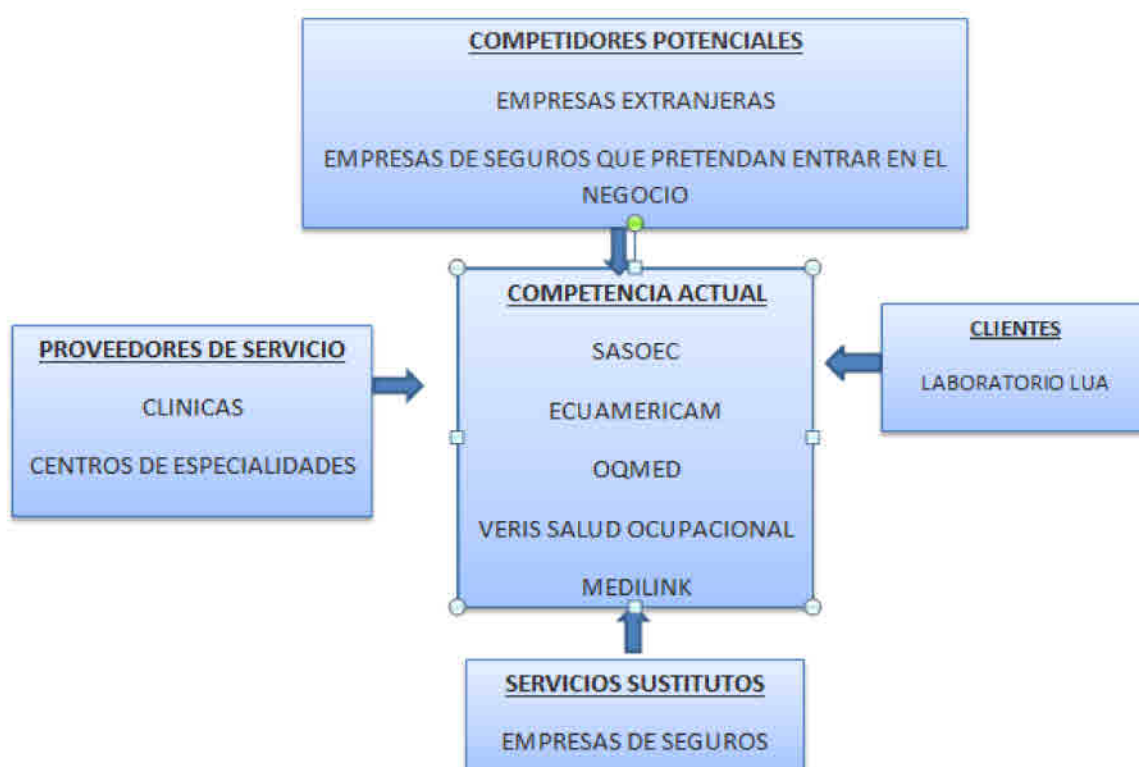 COMPETIDORES POTENCIALES
EMPRESAS EXTRANJERAS
EMPRESAS DE SEGUROS QUE PRETENDAN ENTRAR EN EL
NEGOCIO
PROVEEDORES DE SERVICIO
CLINICAS
CENTROS DE ESPECIALIDADES
COMPETENCIA ACTUAL
SASOEC
ECUAMERICAM
OQMED
VERIS SALUD OCUPACIONAL
MEDILINK
CLIENTES
LABORATORIO LUA
SERVICIOS SUSTITUTOS
EMPRESAS DE SEGUROS